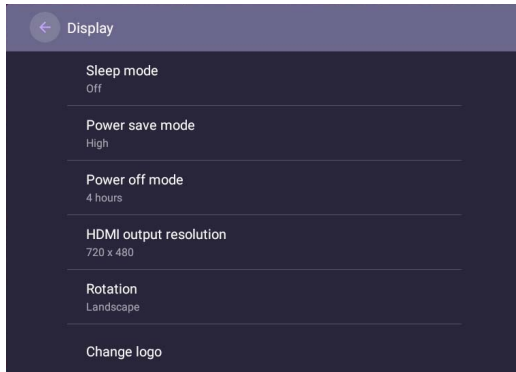 Display
Sleep mode
Off
Power save mode
High
Power off mode
4 hours
HDMI output resolution
720 x 480
Rotation
Landscape
Change logo